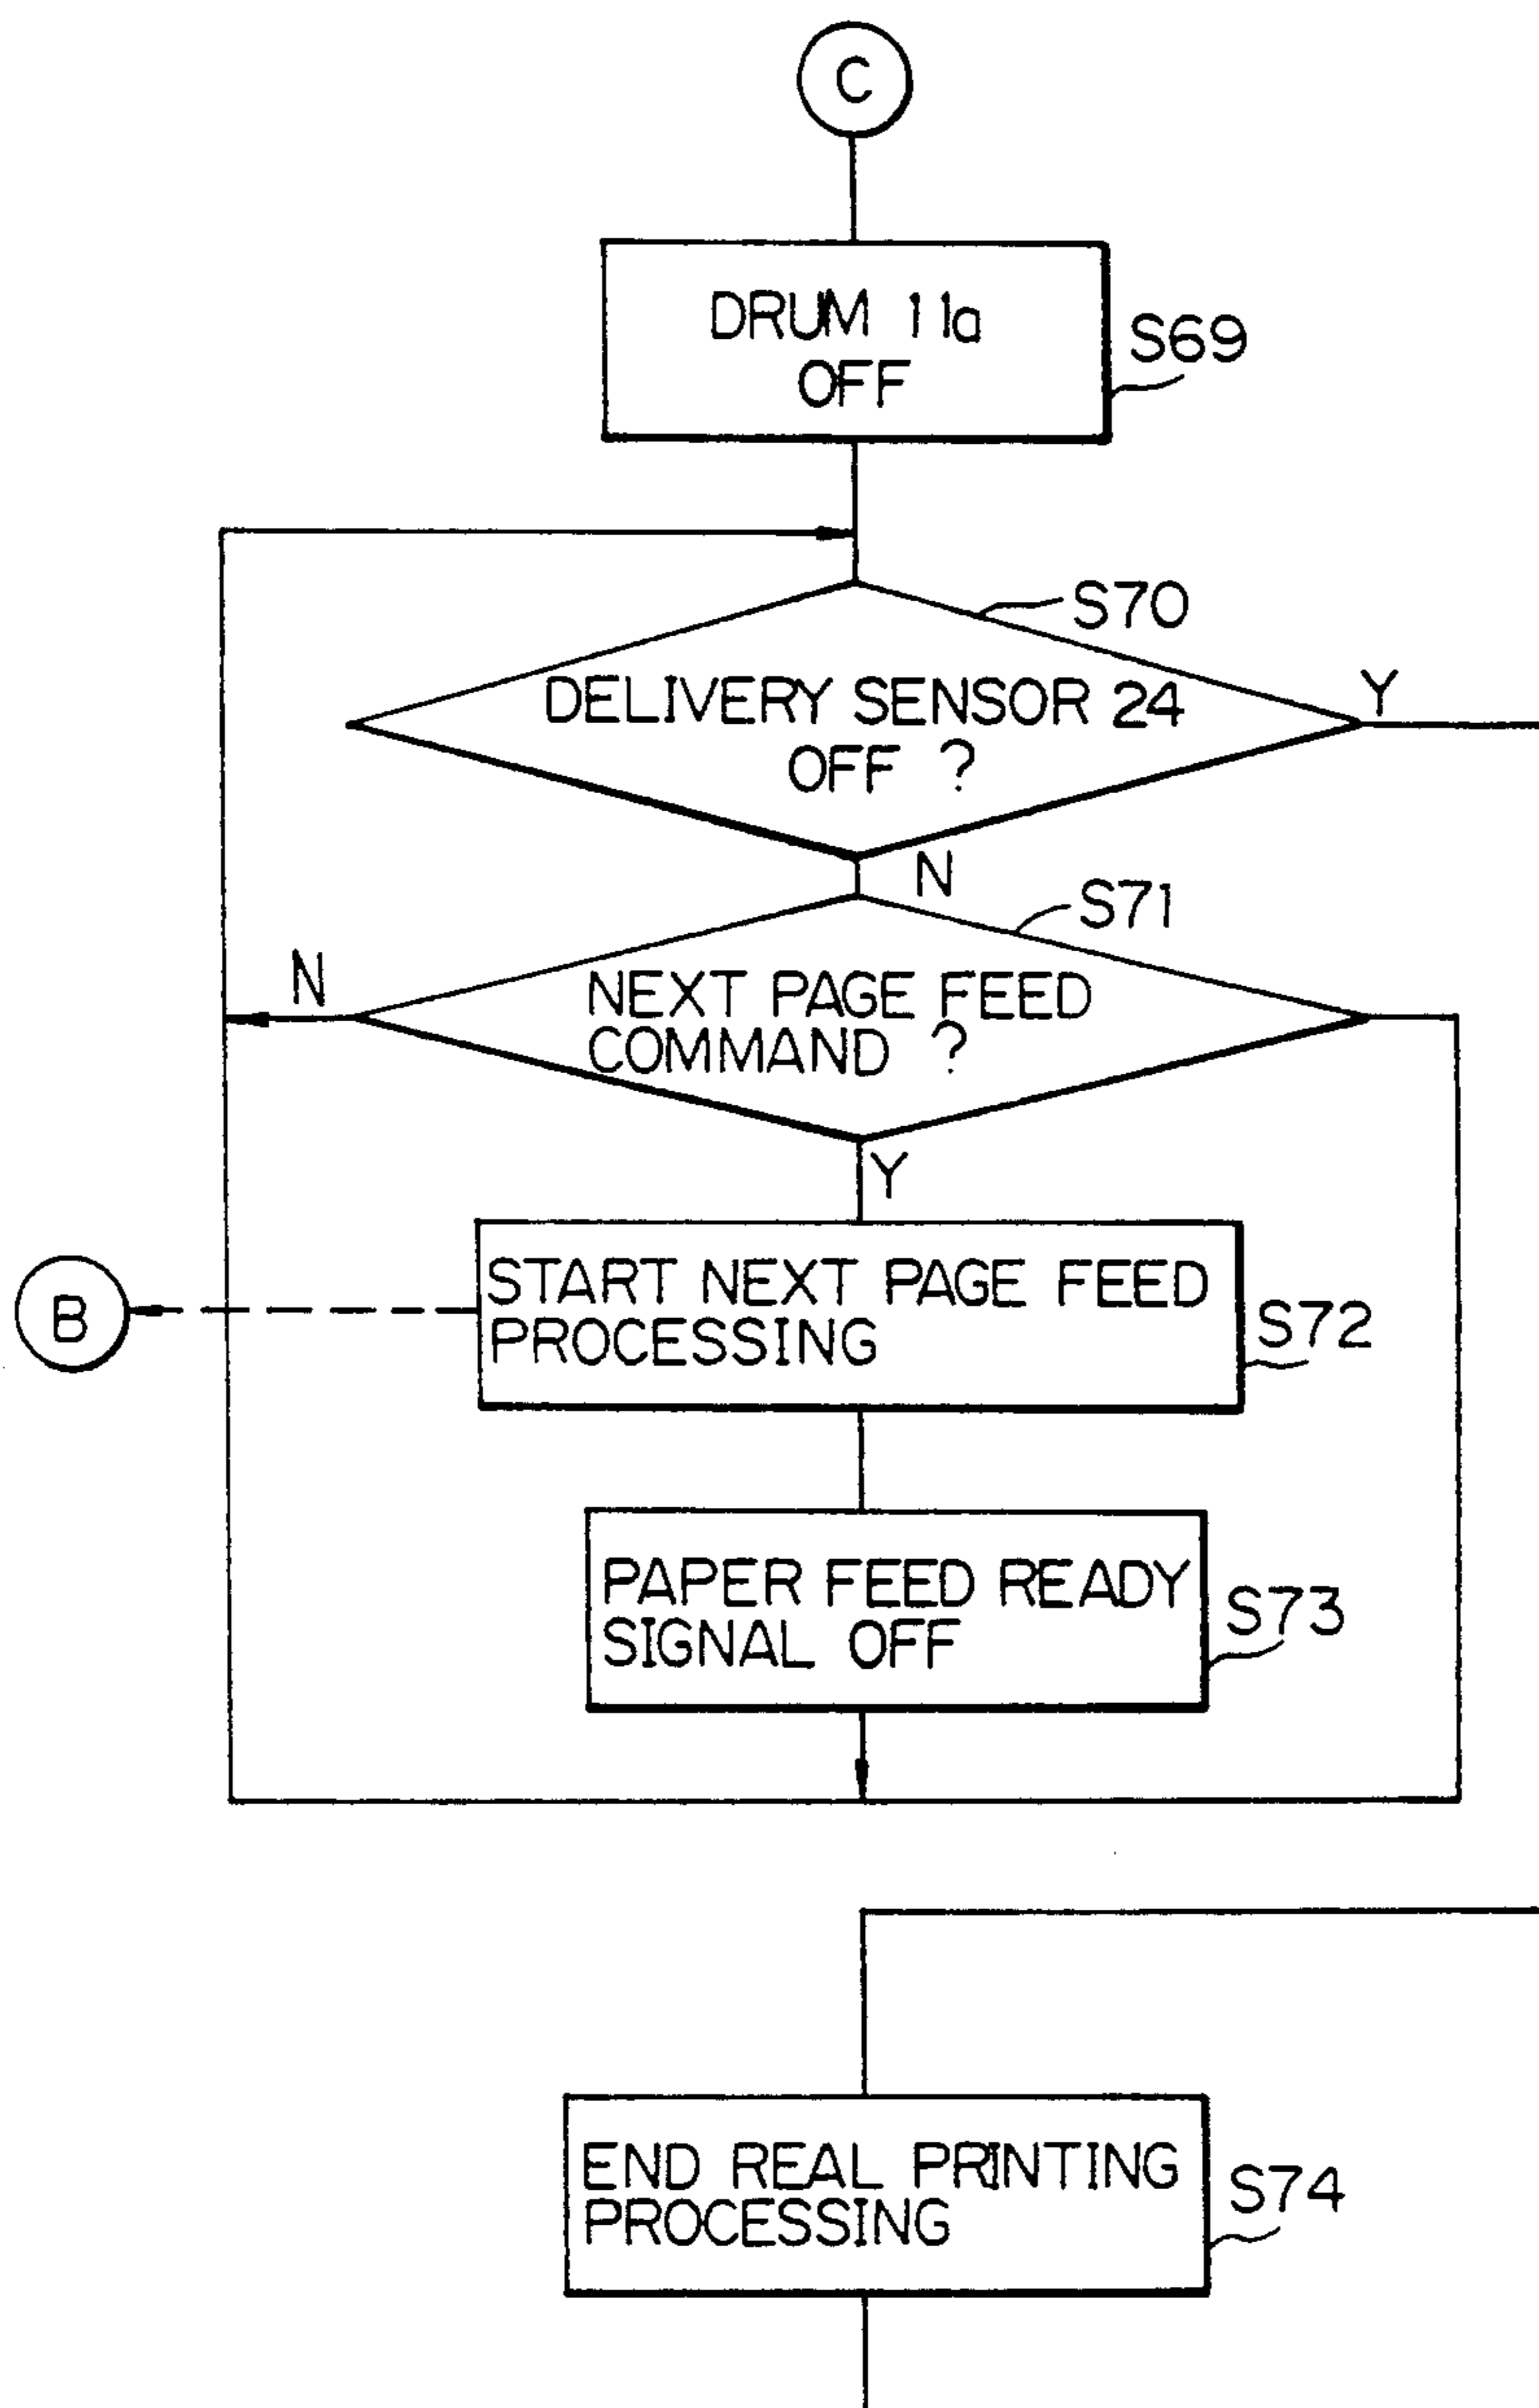 C
DRUM 11a
OFF
S69
S70
DELIVERY SENSOR 24
OFF ?
Y
N
S71
N
NEXT PAGE FEED
COMMAND ?
Y
START NEXT PAGE FEED
PROCESSING
S72
B
PAPER FEED READY
SIGNAL OFF
S73
END REAL PRINTING
PROCESSING
S74